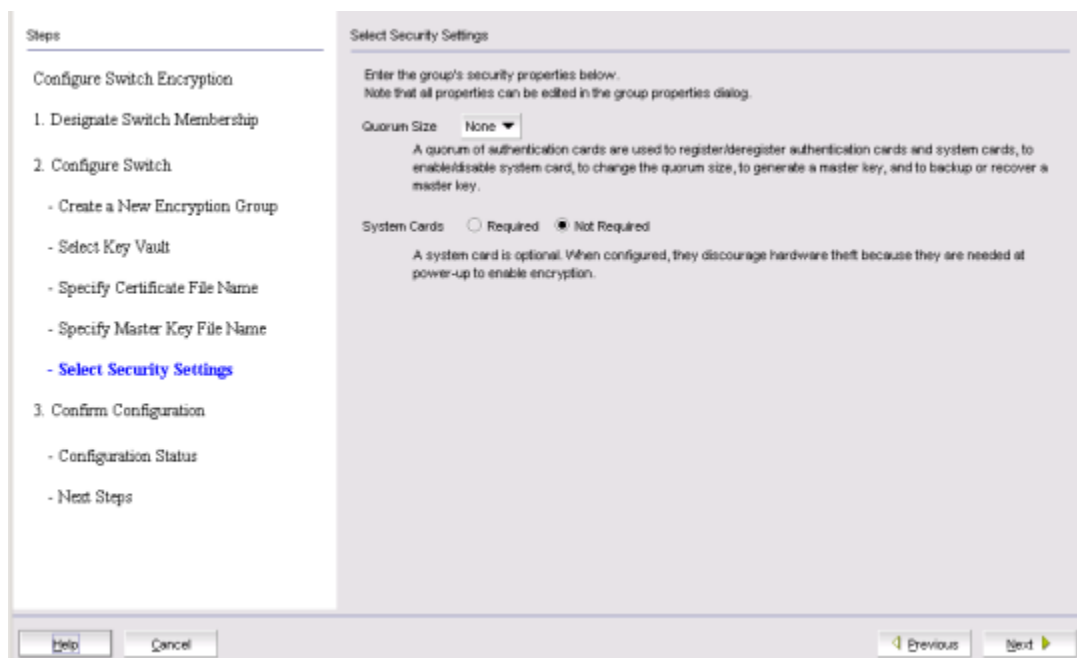 Steps
Configure Switch Encryption
1. Designate Switch Membership
2. Configure Switch
- Create a New Encryption Group
- Select Key Vault
- Specify Certificate File Name
- Specify Master Key File Name
- Select Security Settings
3. Confirm Configuration
- Configuration Status
- Next Steps
Select Security Settings
Enter the group's security properties below.
Note that all properties can be edited in the group properties dialog.
Quorum Size None
A quorum of authentication cards are used to register/deregister authentication cards and system cards, to
enable/disable system card, to change the quorum size, to generate a master key, and to backup or recover a
master key.
System Cards Required Not Required
A system card is optional. When configured, they discourage hardware theft because they are needed at
power-up to enable encryption.
Help Cancel Previous Next